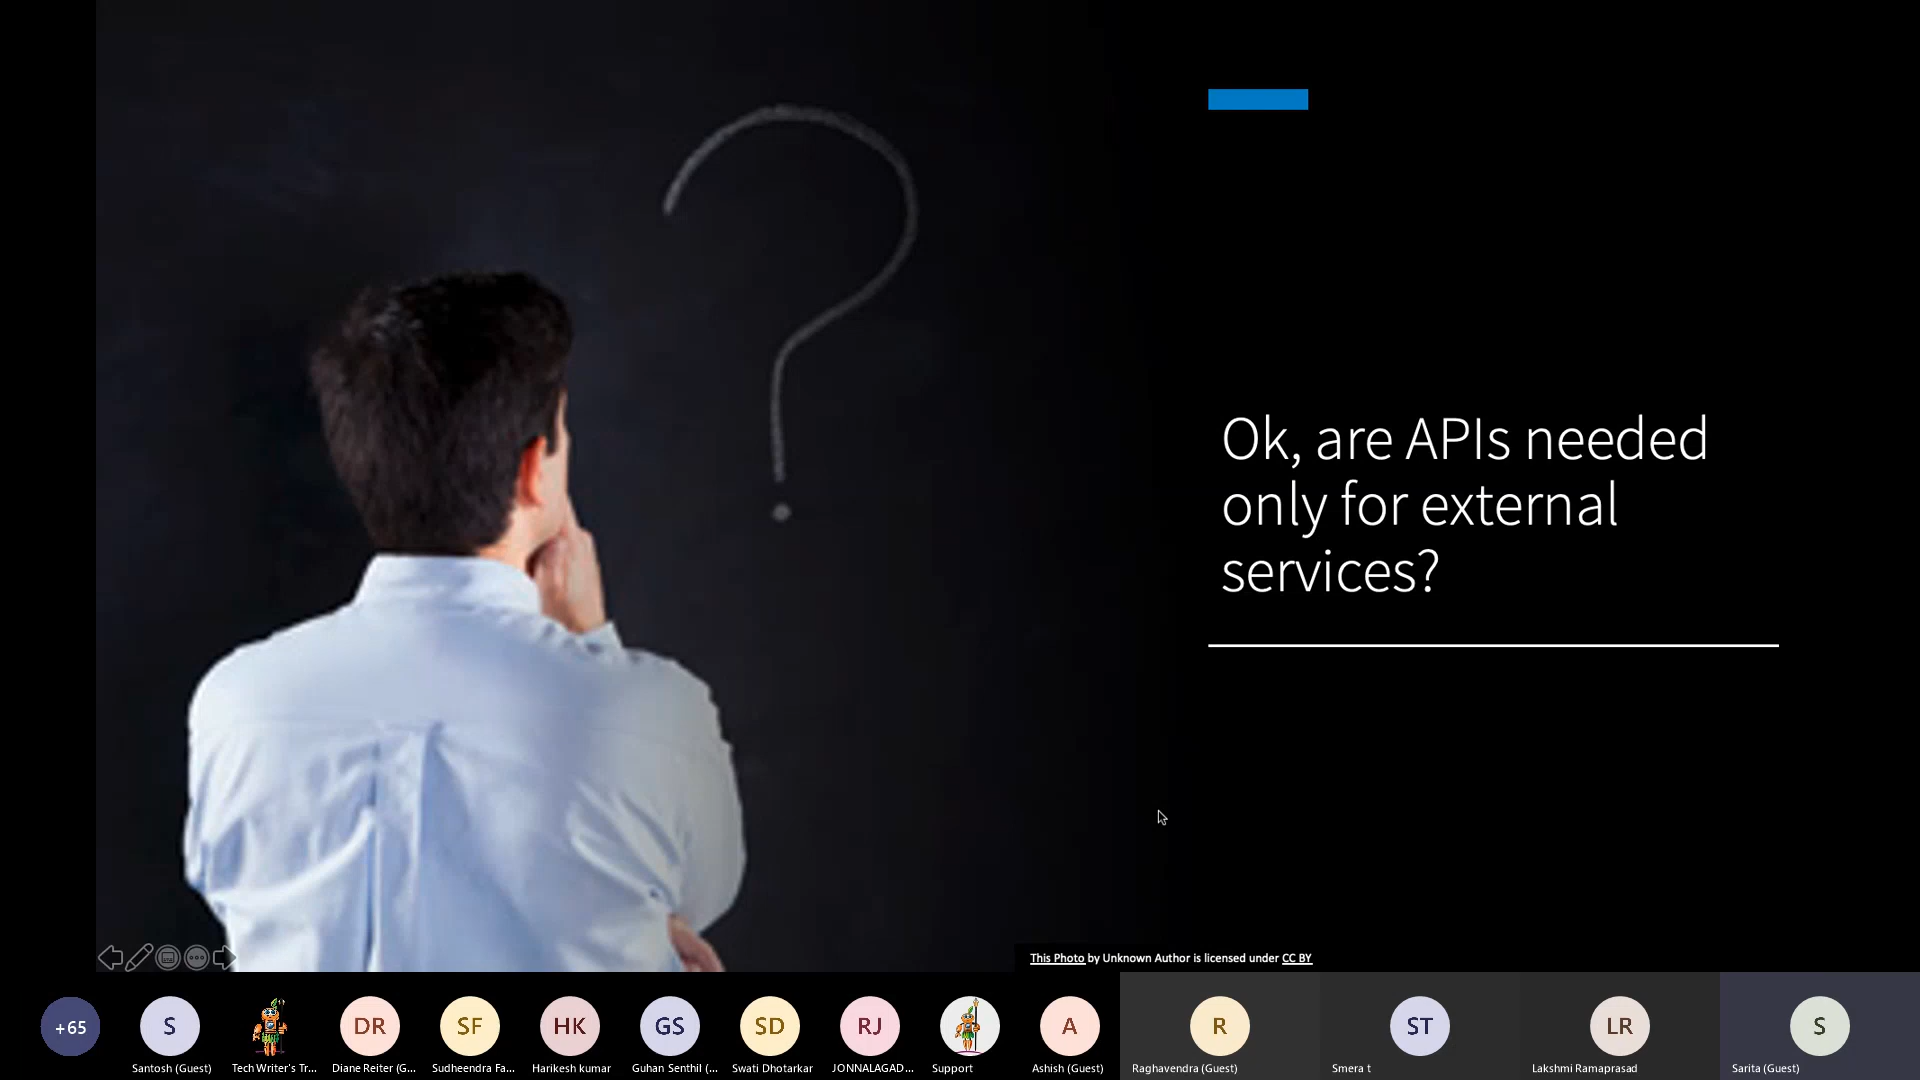 Ok, are APIs needed
only for external
services?
This Photo by Unknown Author is licensed under CC BY
+65
S
DR
SF
HK
GS
SD
RJ
A
R
ST
LR
S
Santosh (Guest)
Tech Writer's Tr...
Diane Reiter (G...
Sudheendra Fa...
Harikesh kumar
Guhan Senthil (...
Swati Dhotarkar
JONNALAGAD...
Support
Ashish (Guest)
Raghavendra (Guest)
Smera t
Lakshmi Ramaprasad
Sarita (Guest)